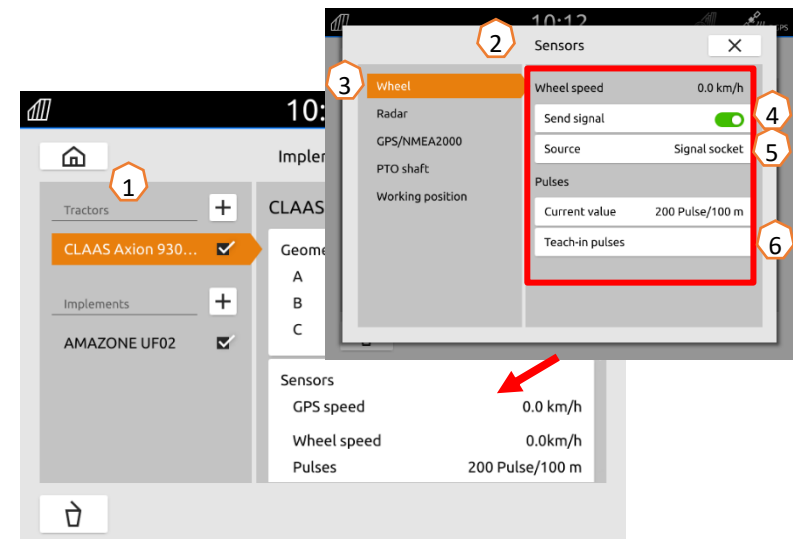 10:12
GPS
2
Sensors
3
Wheel
Radar
GPS/NMEA2000
PTO shaft
Working position
Wheel speed 0.0 km/h
Send signal
4
Source Signal socket
5
Pulses
Current value 200 Pulse/100 m
Teach-in pulses
6
10:
Implem
1
Tractors
CLAAS Axion 930...
Implements
AMAZONE UF02
CLAAS
Geome
A
B
C
Sensors
GPS speed 0.0 km/h
Wheel speed 0.0km/h
Pulses 200 Pulse/100 m